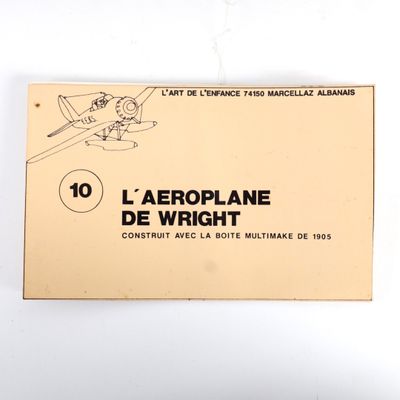 L'ART DE L'ENFANCE 74150 MARCELLAZ ALBANAIS
10
L'AEROPLANE
DE WRIGHT
CONSTRUIT AVEC LA BOITE MULTIMAKE DE 1905